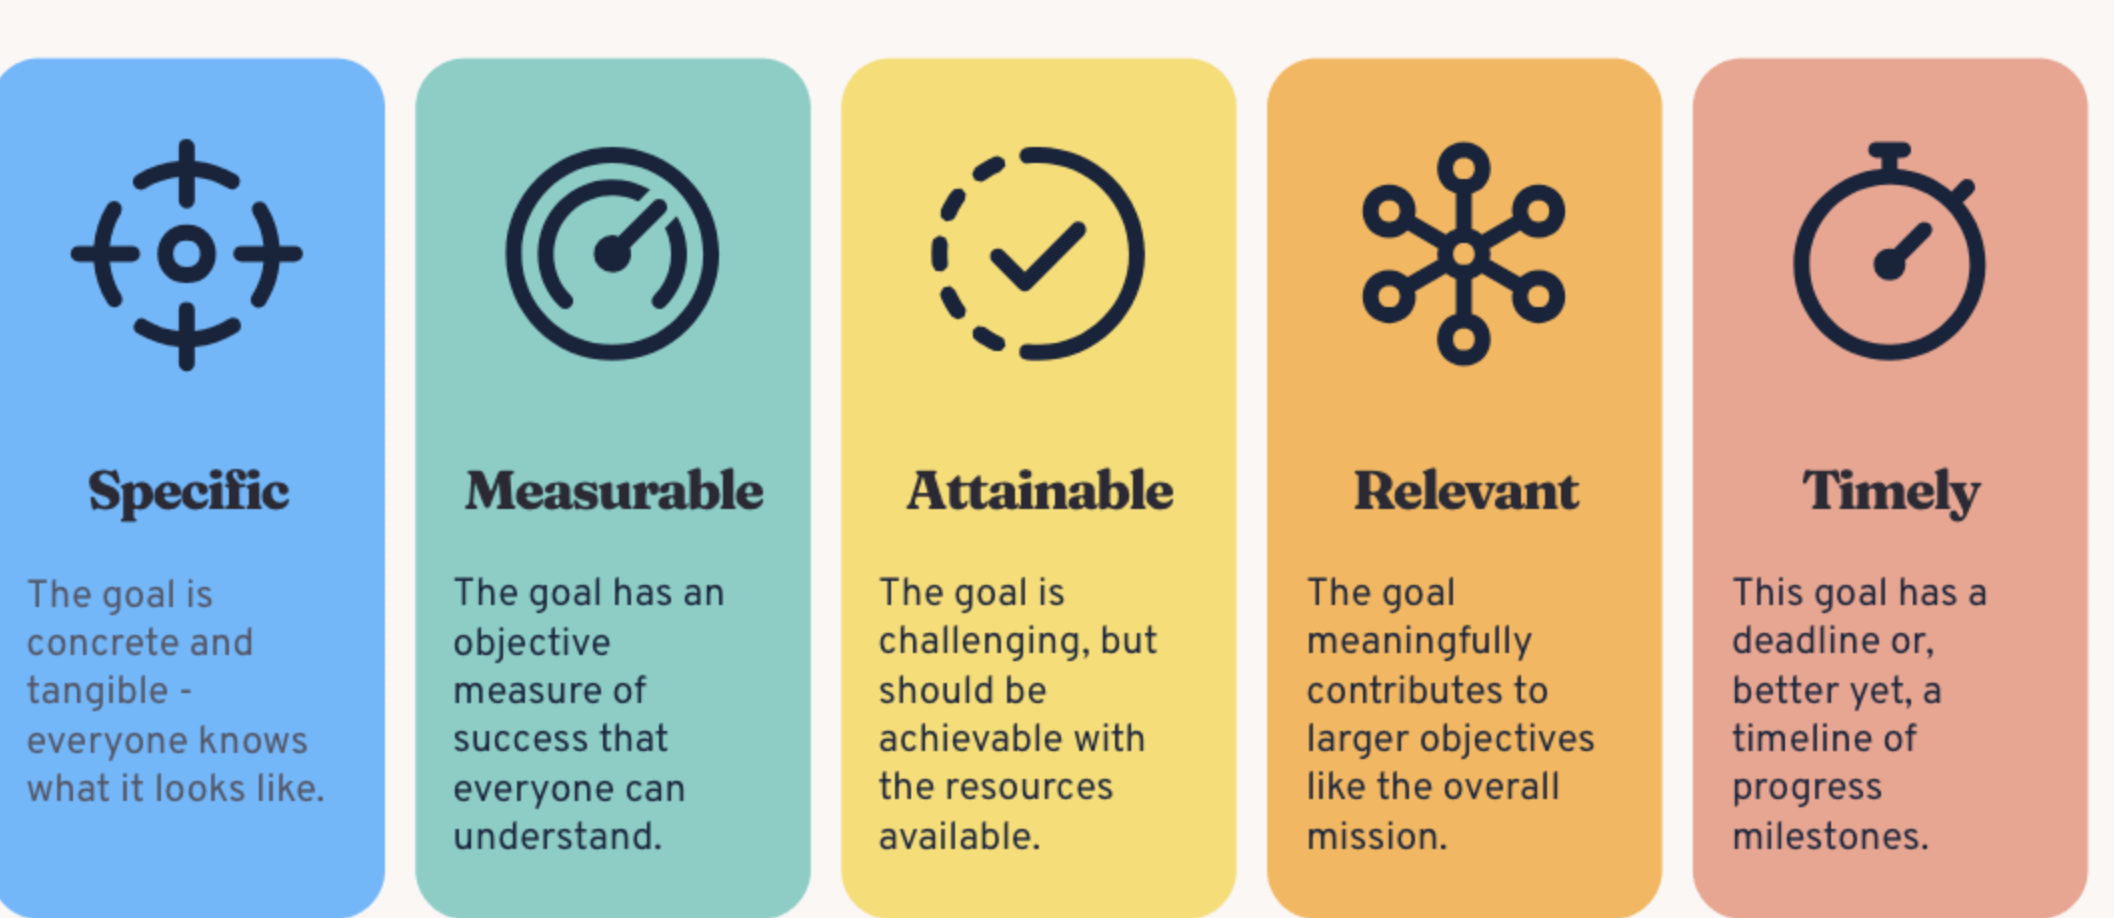 Specific
The goal is
concrete and
tangible -
everyone knows
what it looks like.
Measurable
The goal has an
objective
measure of
success that
everyone can
understand.
Attainable
The goal is
challenging, but
should be
achievable with
the resources
available.
Relevant
The goal
meaningfully
contributes to
larger objectives
like the overall
mission.
Timely
This goal has a
deadline or,
better yet, a
timeline of
progress
milestones.